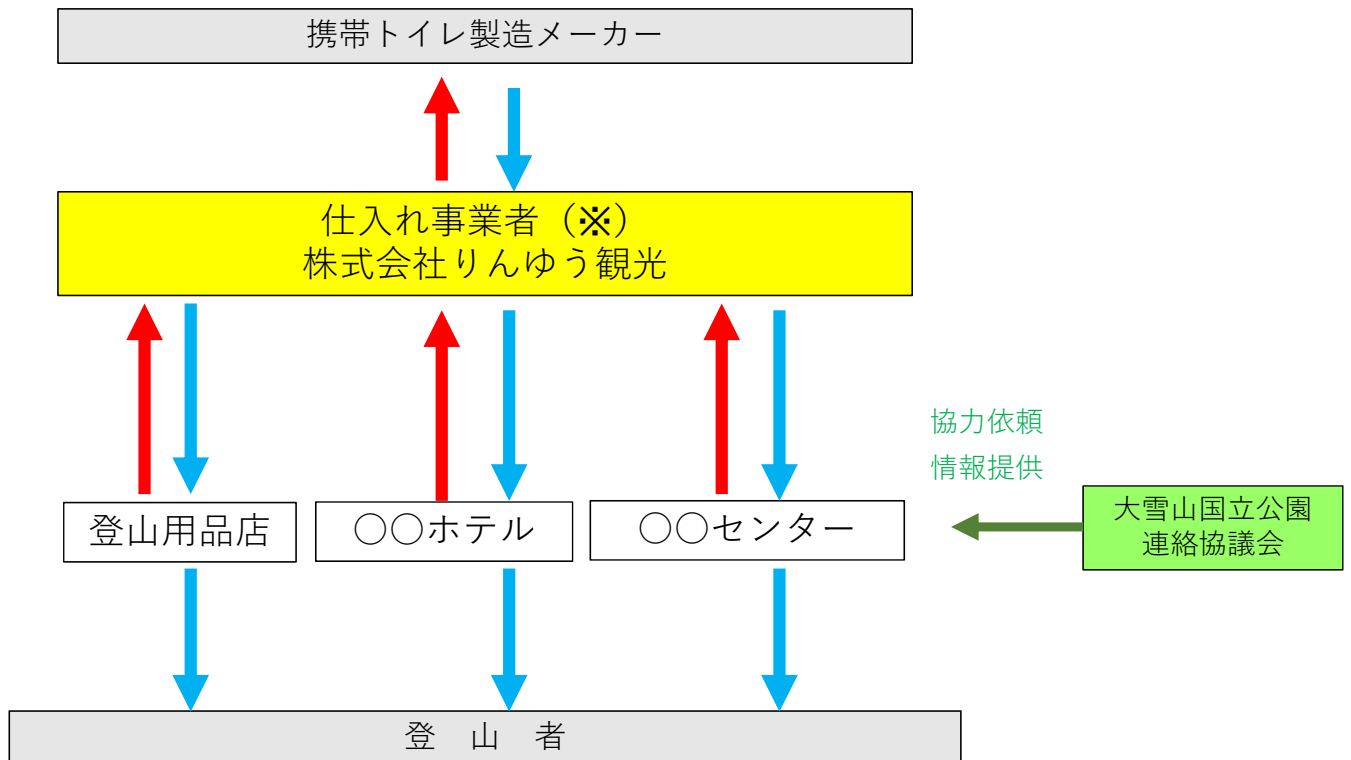 携帯トイレ製造メーカー
仕入れ事業者（※）
株式会社りんゆう観光
協力依頼
情報提供
登山用品店
○○ホテル
○○センター
大雪山国立公園
連絡協議会
登　山　者